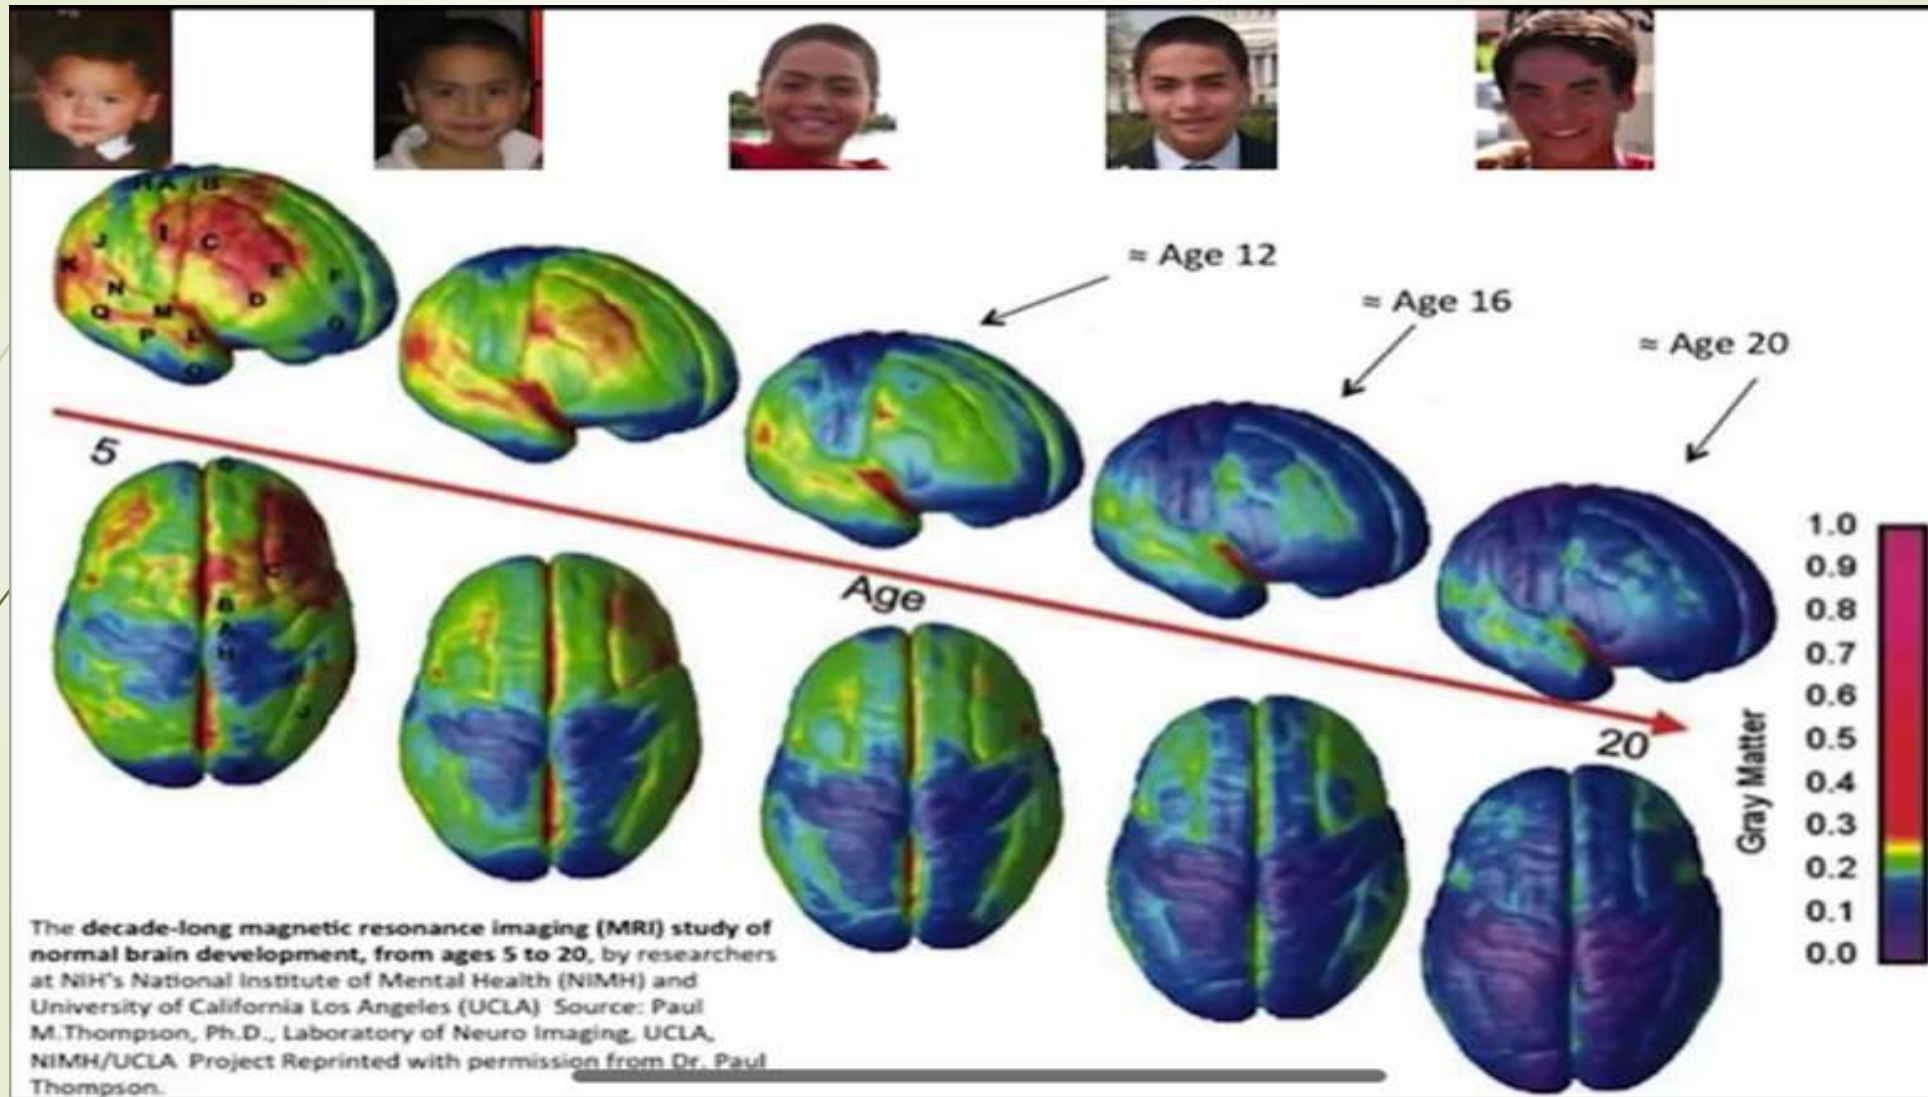 ≈ Age 12
≈ Age 16
≈ Age 20
HA B
J I C
K E F
N D
Q M G
P L
O
5
Age
20
C
B
A
H
J
1.0
0.9
0.8
0.7
0.6
0.5
0.4
0.3
0.2
0.1
0.0
Gray Matter
The decade-long magnetic resonance imaging (MRI) study of
normal brain development, from ages 5 to 20, by researchers
at NIH's National Institute of Mental Health (NIMH) and
University of California Los Angeles (UCLA) Source: Paul
M.Thompson, Ph.D., Laboratory of Neuro Imaging, UCLA,
NIMH/UCLA Project Reprinted with permission from Dr. Paul
Thompson.